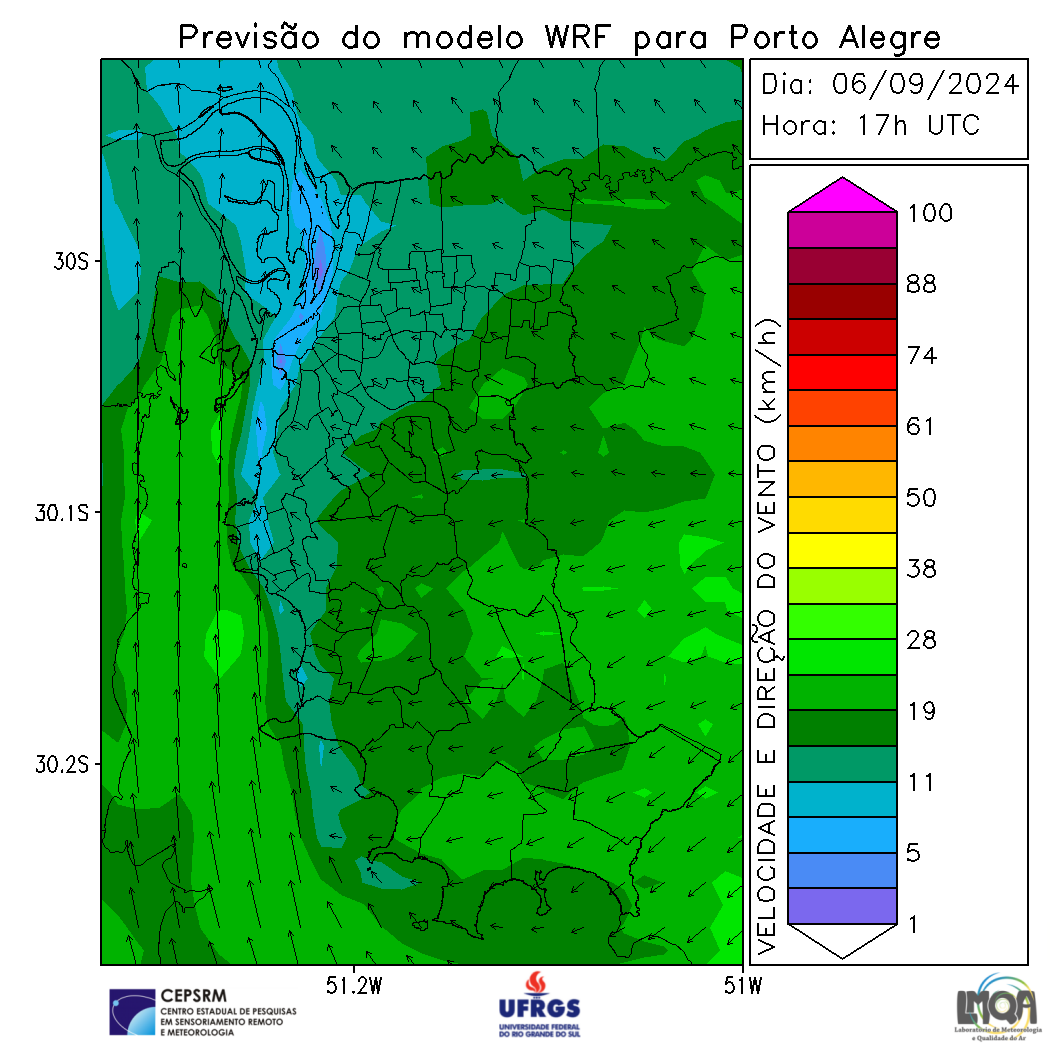 Previsão do modelo WRF para Porto Alegre
Dia: 06/09/2024
Hora: 17h UTC
30S
30.1S
30.2S
51.2W
51W
VELOCIDADE E DIREÇÃO DO VENTO (km/h)
100
88
74
61
50
38
28
19
11
5
1
CEPSRM
CENTRO ESTADUAL DE PESQUISAS
EM SENSORIAMENTO REMOTO
E METEOROLOGIA
UFRGS
UNIVERSIDADE FEDERAL
DO RIO GRANDE DO SUL
LMQA
Laboratório de Meteorologia
e Qualidade do Ar